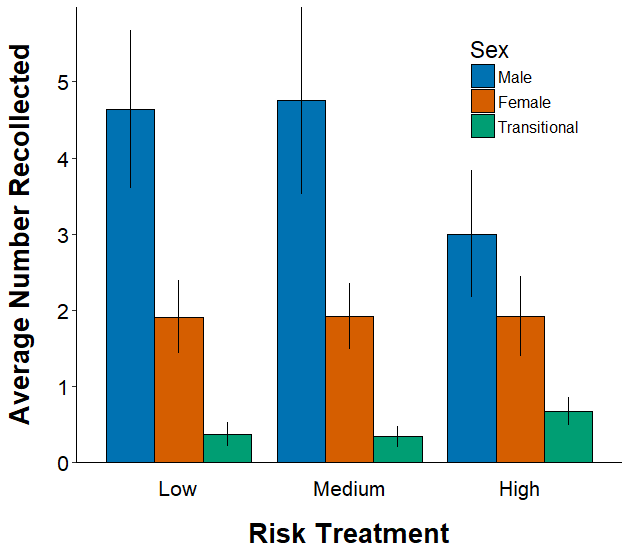 Average Number Recollected
5
4
3
2
1
0
Sex
Male
Female
Transitional
Low Medium High
Risk Treatment